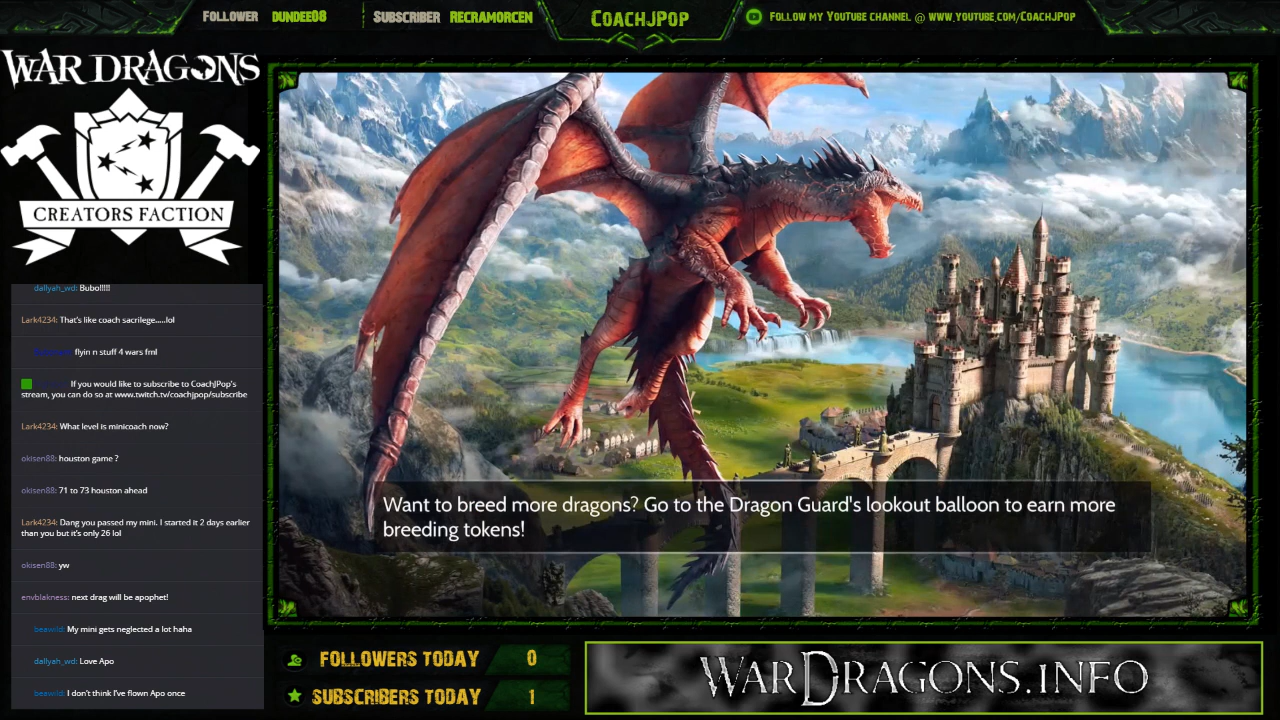 Follower DUNDEE08
Subscriber RECRAMORCEN
CoachJPop
Follow my YouTube channel @ www.youtube.com/CoachJPop
WAR DRAGONS
CREATORS FACTION
dallyah_wd: Bubo!!!!!
Lark4234: That's like coach sacrilege.....lol
flyin n stuff 4 wars fml
If you would like to subscribe to CoachJPop's
stream, you can do so at www.twitch.tv/coachjpop/subscribe
Lark4234: What level is minicoach now?
okisen88: houston game ?
okisen88: 71 to 73 houston ahead
Lark4234: Dang you passed my mini. I started it 2 days earlier
than you but it's only 26 lol
okisen88: yw
envblakness: next drag will be apophet!
beawild: My mini gets neglected a lot haha
dallyah_wd: Love Apo
beawild: I don't think I've flown Apo once
Want to breed more dragons? Go to the Dragon Guard's lookout balloon to earn more
breeding tokens!
Followers Today 0
Subscribers Today 1
WarDragons.info